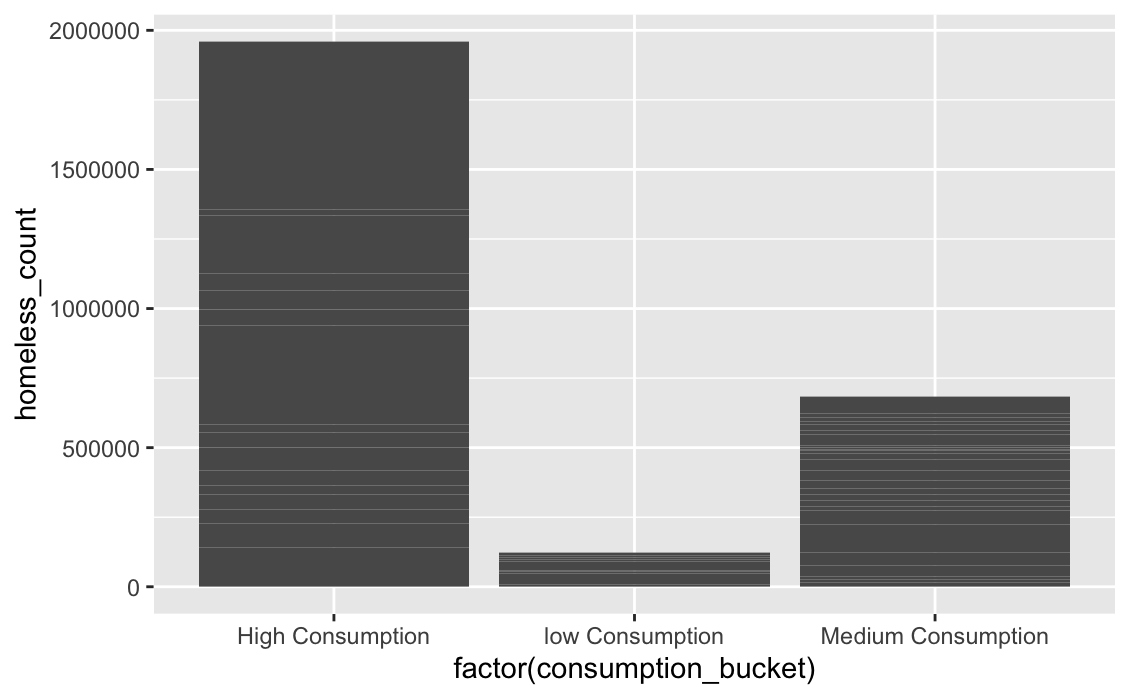 homeless_count
2000000
1500000
1000000
500000
0
High Consumption
low Consumption
Medium Consumption
factor(consumption_bucket)